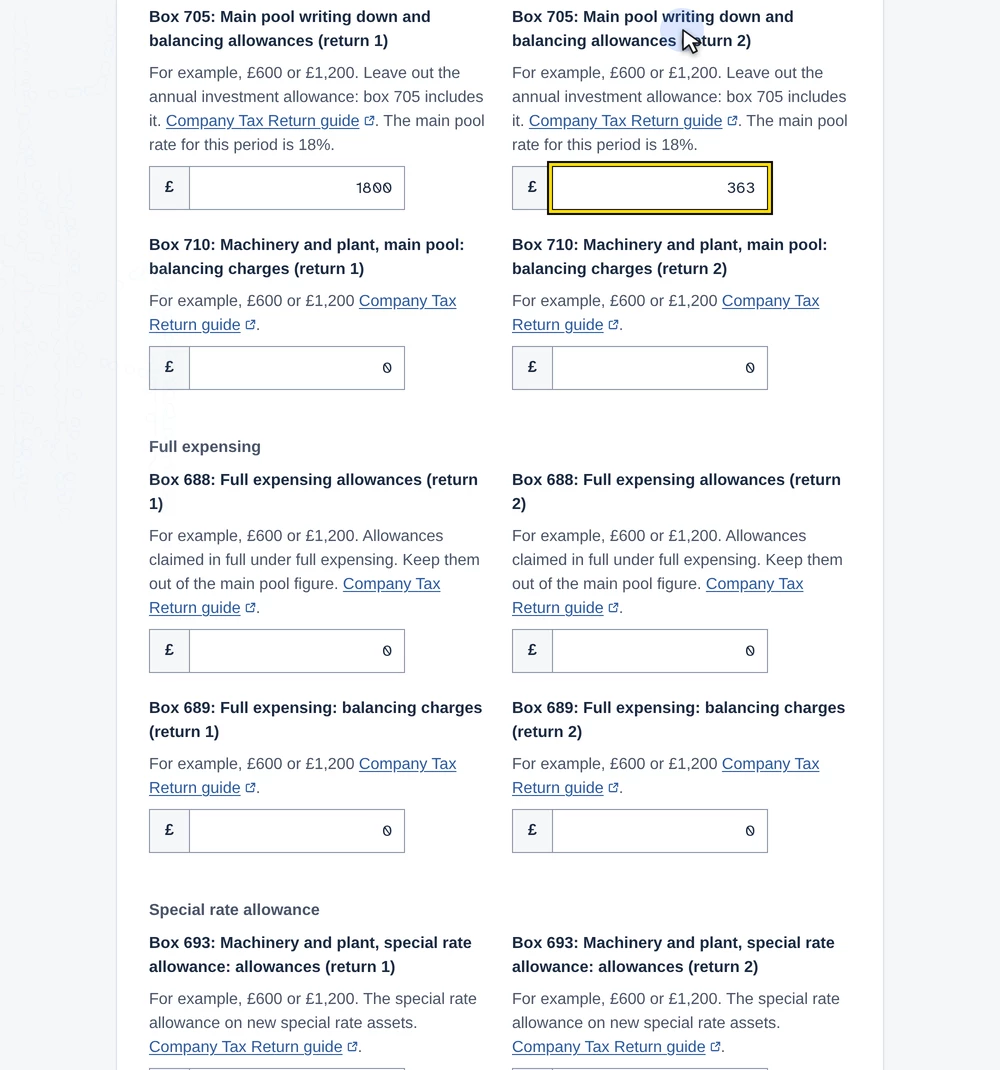 Box 705: Main pool writing down and
balancing allowances (return 1)
For example, £600 or £1,200. Leave out the
annual investment allowance: box 705 includes
it. Company Tax Return guide. The main pool
rate for this period is 18%.
£ 1800
Box 705: Main pool writing down and
balancing allowances return 2)
For example, £600 or £1,200. Leave out the
annual investment allowance: box 705 includes
it. Company Tax Return guide. The main pool
rate for this period is 18%.
£ 363
Box 710: Machinery and plant, main pool:
balancing charges (return 1)
For example, £600 or £1,200 Company Tax
Return guide.
£ 0
Box 710: Machinery and plant, main pool:
balancing charges (return 2)
For example, £600 or £1,200 Company Tax
Return guide.
£ 0
Full expensing
Box 688: Full expensing allowances (return
1)
For example, £600 or £1,200. Allowances
claimed in full under full expensing. Keep them
out of the main pool figure. Company Tax
Return guide.
£ 0
Box 688: Full expensing allowances (return
2)
For example, £600 or £1,200. Allowances
claimed in full under full expensing. Keep them
out of the main pool figure. Company Tax
Return guide.
£ 0
Box 689: Full expensing: balancing charges
(return 1)
For example, £600 or £1,200 Company Tax
Return guide.
£ 0
Box 689: Full expensing: balancing charges
(return 2)
For example, £600 or £1,200 Company Tax
Return guide.
£ 0
Special rate allowance
Box 693: Machinery and plant, special rate
allowance: allowances (return 1)
For example, £600 or £1,200. The special rate
allowance on new special rate assets.
Company Tax Return guide.
Box 693: Machinery and plant, special rate
allowance: allowances (return 2)
For example, £600 or £1,200. The special rate
allowance on new special rate assets.
Company Tax Return guide.